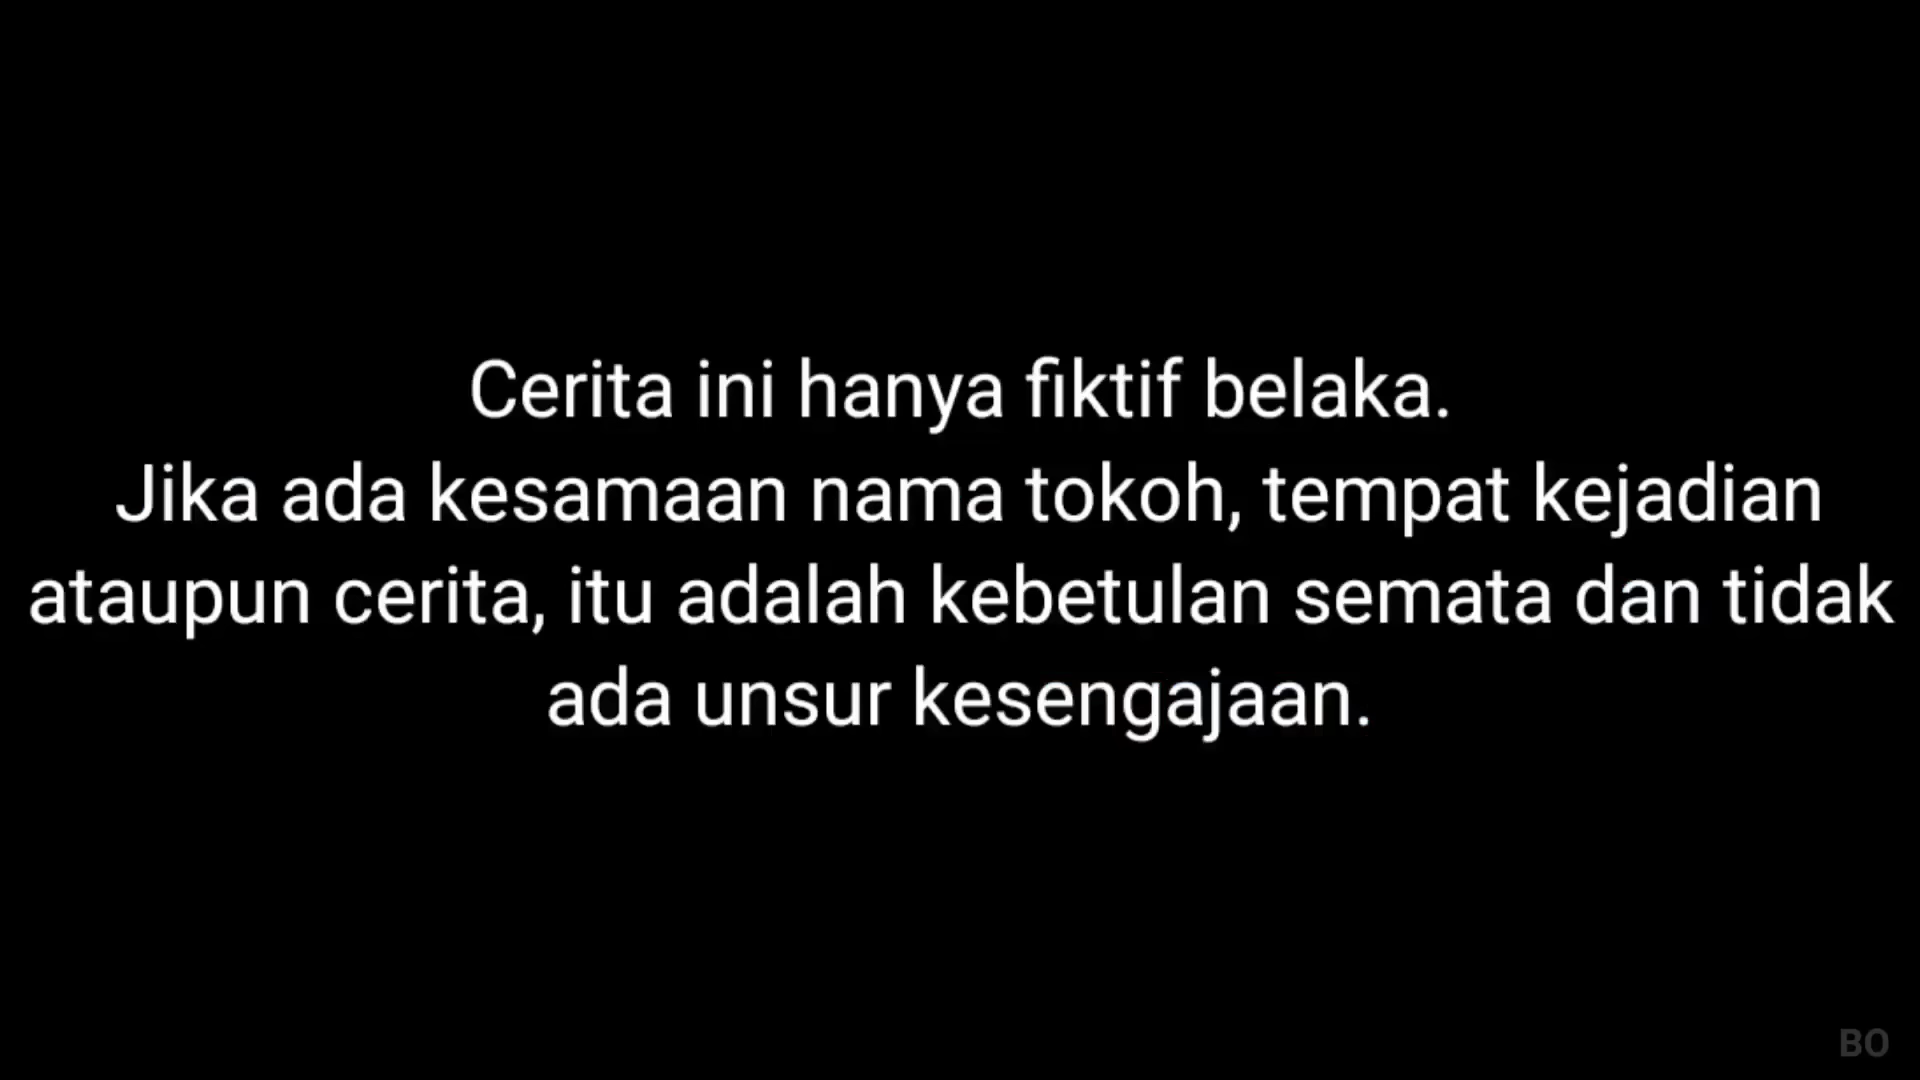 Cerita ini hanya fiktif belaka.
Jika ada kesamaan nama tokoh, tempat kejadian
ataupun cerita, itu adalah kebetulan semata dan tidak
ada unsur kesengajaan.
BO